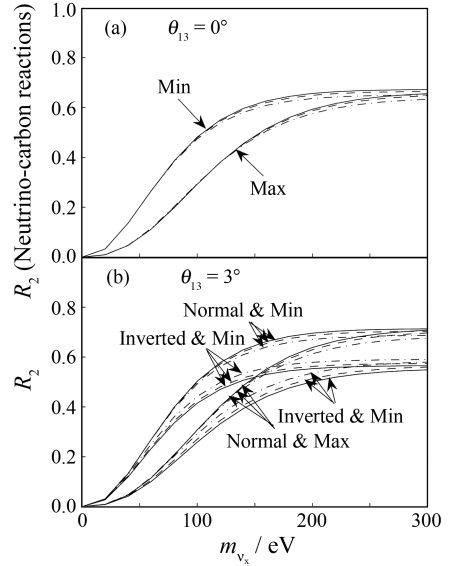 1.0
(a) θ13 = 0°
0.8
Min
0.6
0.4
Max
0.2
0.0
R2 (Neutrino-carbon reactions)
1.0
(b) θ13 = 3°
Normal & Min
0.8
Inverted & Min
0.6
0.4
Inverted & Min
Normal & Max
0.2
0.0
R2
0 100 200 300
mνx / eV